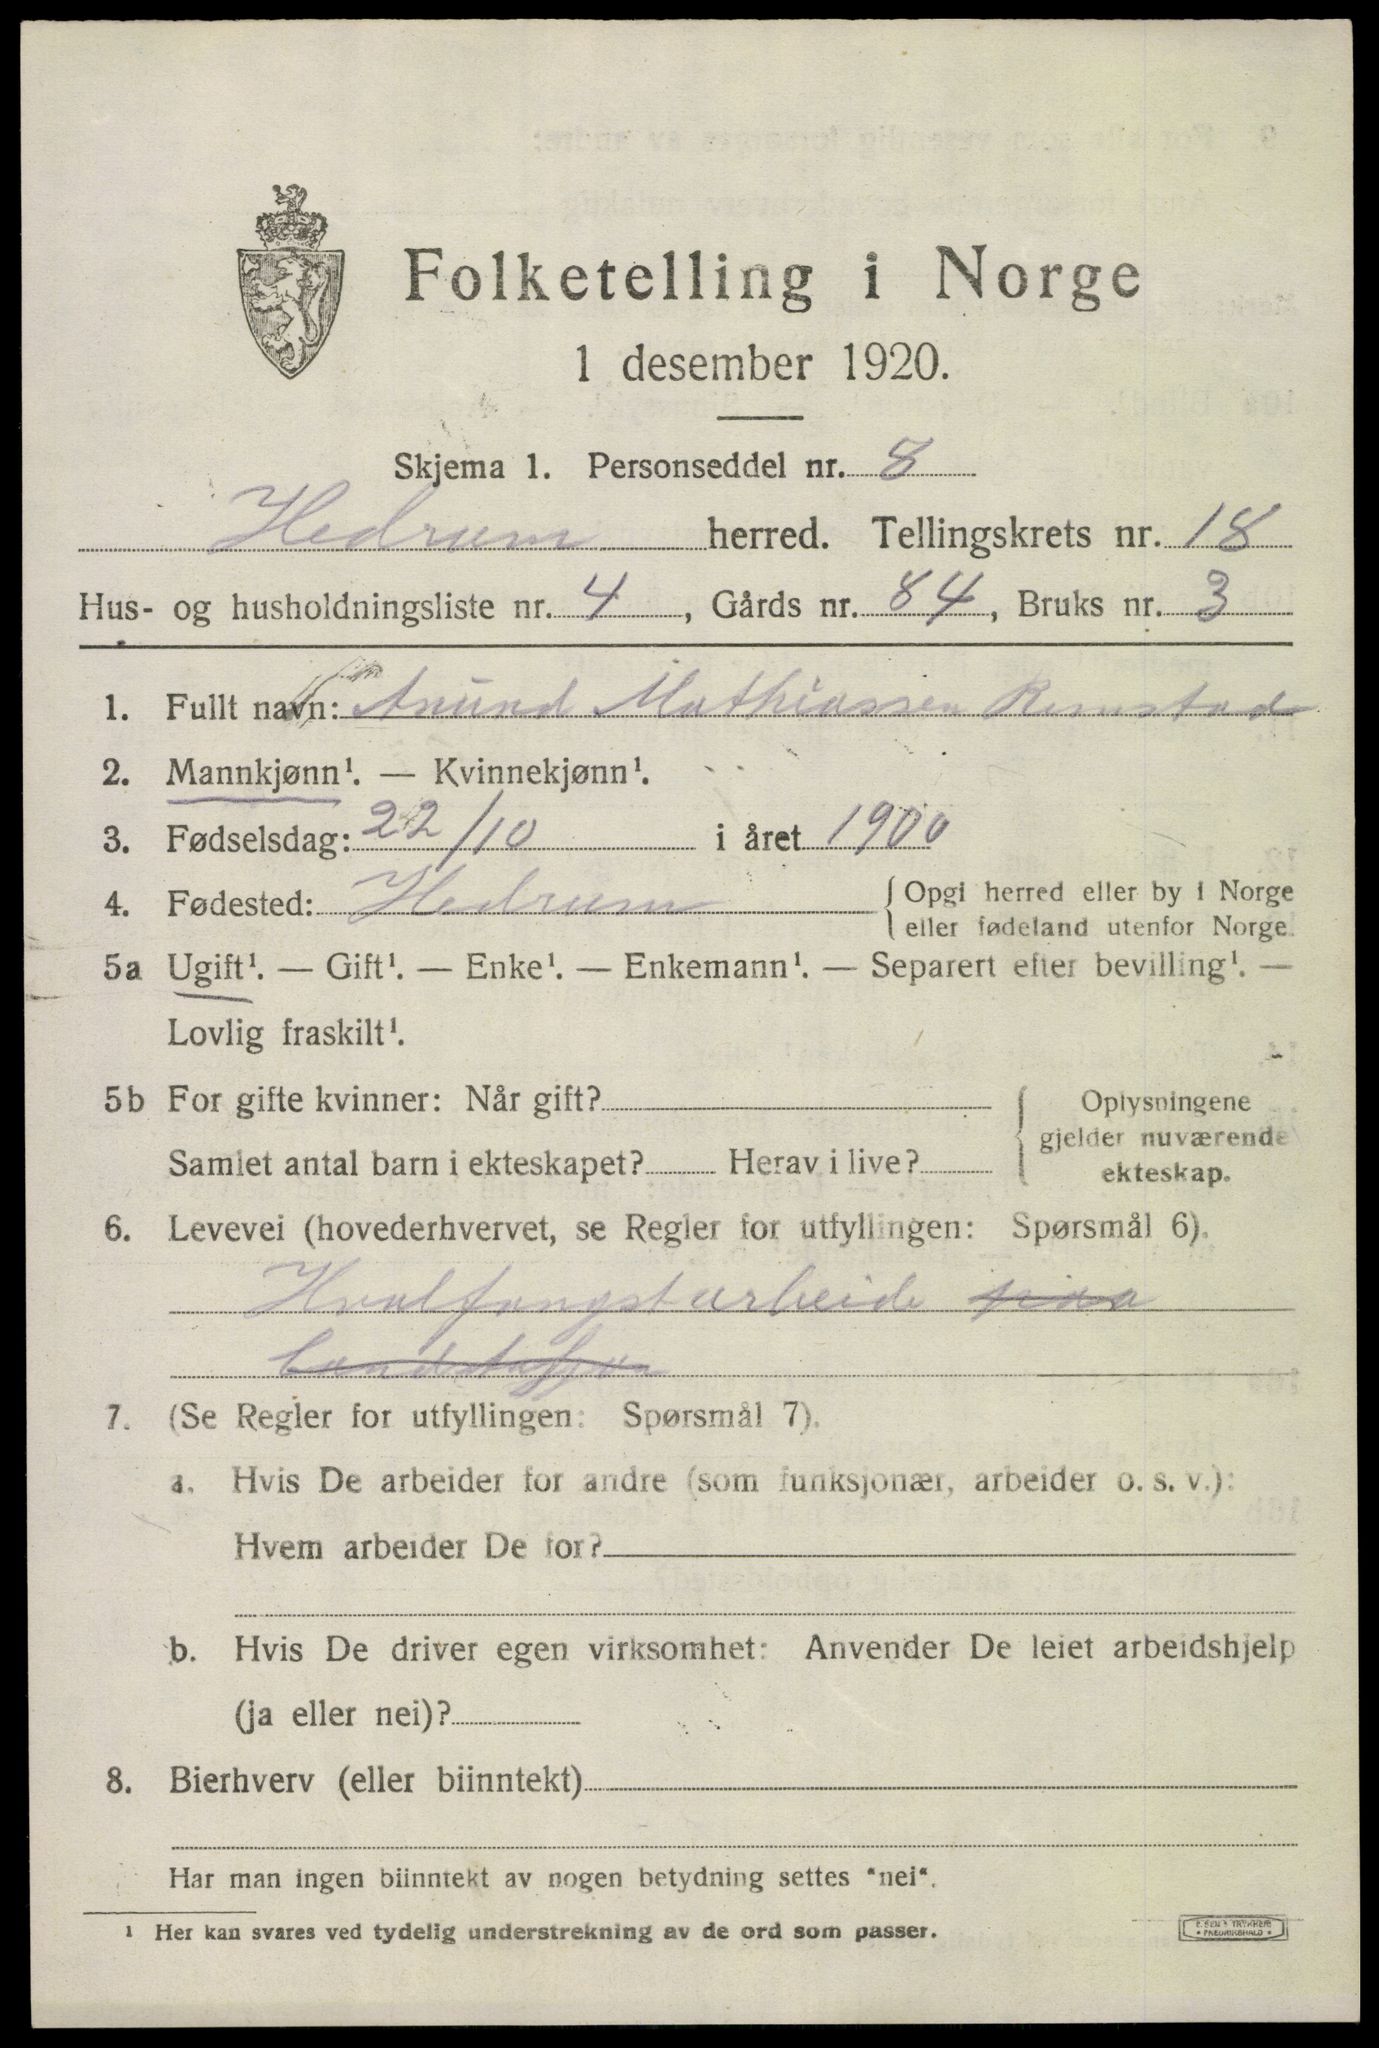 Folketelling i Norge
1 desember 1920.
Skjema 1. Personseddel nr. 8
Hedrum herred. Tellingskrets nr. 18
Hus- og husholdningsliste nr. 4, Gårds nr. 84, Bruks nr. 3
1. Fullt navn: Anund Mathiassen Rimstad
2. Mannkjønn¹. — Kvinnekjønn¹.
3. Fødselsdag: 22/10 i året 1900
4. Fødested: Hedrum { Opgi herred eller by i Norge
eller fødeland utenfor Norge.
5a Ugift¹. — Gift¹. — Enke¹. — Enkemann¹. — Separert efter bevilling¹. —
Lovlig fraskilt¹.
5b For gifte kvinner: Når gift?
Samlet antal barn i ekteskapet? Herav i live?
{ Oplysningene
gjelder nuværende
ekteskap.
6. Levevei (hovederhvervet, se Regler for utfyllingen: Spørsmål 6).
Hvalfangstarbeide paa
landstasjon
7. (Se Regler for utfyllingen: Spørsmål 7).
a. Hvis De arbeider for andre (som funksjonær, arbeider o. s. v.):
Hvem arbeider De for?
b. Hvis De driver egen virksomhet: Anvender De leiet arbeidshjelp
(ja eller nei)?
8. Bierhverv (eller biinntekt)
Har man ingen biinntekt av nogen betydning settes "nei".
¹ Her kan svares ved tydelig understrekning av de ord som passer.
FREDRIKSHALD